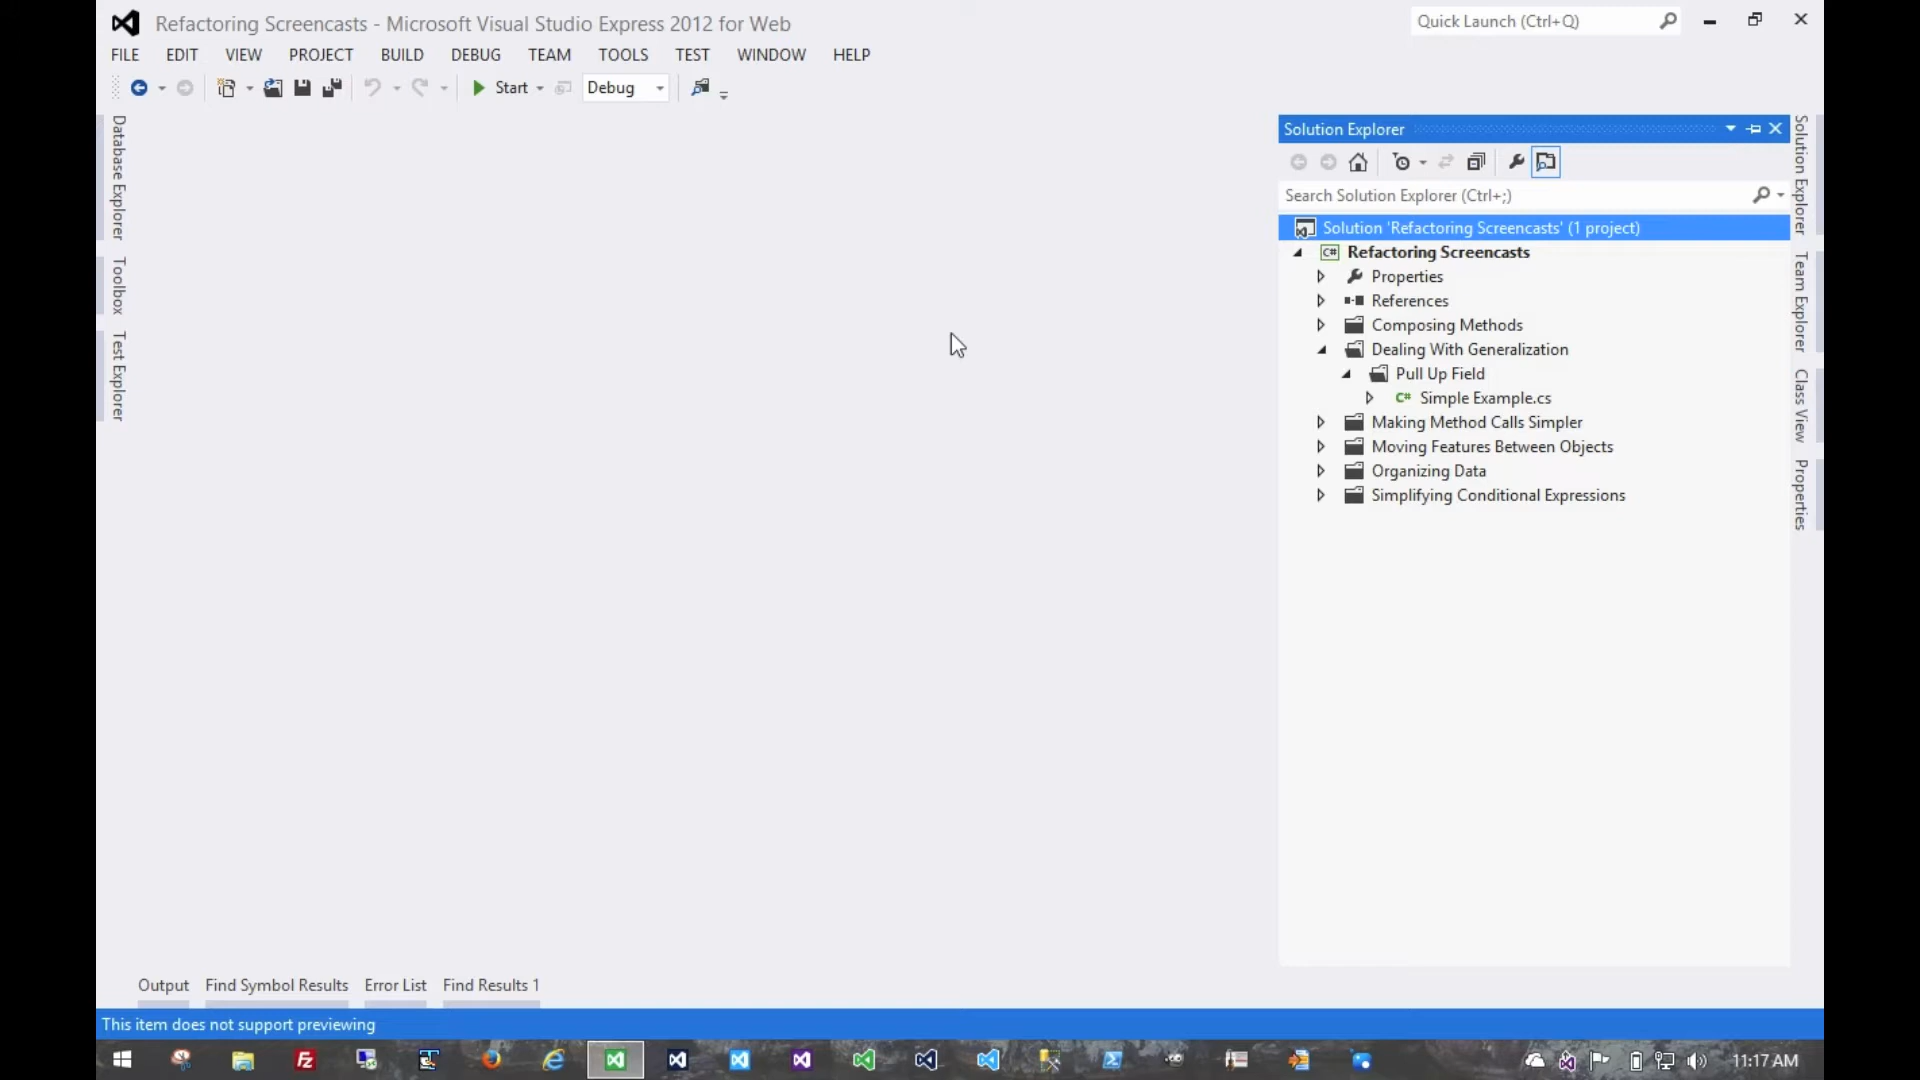 Refactoring Screencasts - Microsoft Visual Studio Express 2012 for Web
Quick Launch (Ctrl+Q)
FILE EDIT VIEW PROJECT BUILD DEBUG TEAM TOOLS TEST WINDOW HELP
Start Debug
Database Explorer
Toolbox
Test Explorer
Solution Explorer
Search Solution Explorer (Ctrl+;)
Solution 'Refactoring Screencasts' (1 project)
C# Refactoring Screencasts
Properties
References
Composing Methods
Dealing With Generalization
Pull Up Field
C# Simple Example.cs
Making Method Calls Simpler
Moving Features Between Objects
Organizing Data
Simplifying Conditional Expressions
Solution Explorer
Team Explorer
Class View
Properties
Output Find Symbol Results Error List Find Results 1
This item does not support previewing
11:17 AM